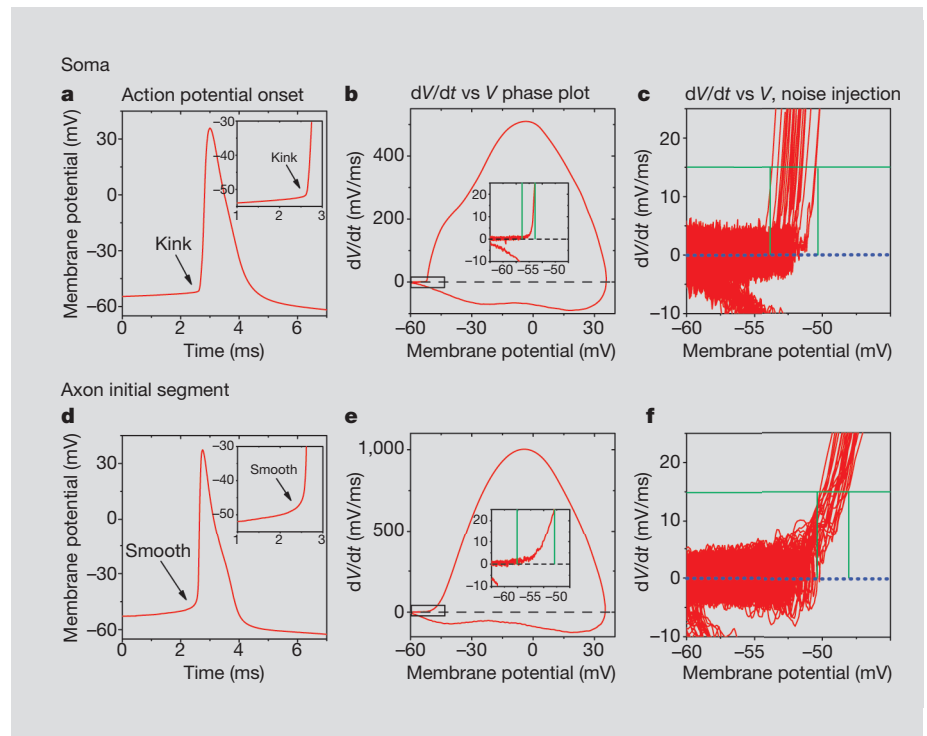 Soma
a Action potential onset
b dV/dt vs V phase plot
c dV/dt vs V, noise injection
Membrane potential (mV)
30
0
−30
−60
0 2 4 6
Time (ms)
Kink
−30
−40
−50
1 2 3
Kink
dV/dt (mV/ms)
400
200
0
−60 −30 0 30
Membrane potential (mV)
20
10
0
−10
−60 −55 −50
dV/dt (mV/ms)
20
10
0
−10
−60 −55 −50
Membrane potential (mV)
Axon initial segment
d
e
f
Membrane potential (mV)
30
0
−30
−60
0 2 4 6
Time (ms)
Smooth
−30
−40
−50
1 2 3
Smooth
dV/dt (mV/ms)
1,000
500
0
−60 −30 0 30
Membrane potential (mV)
20
10
0
−10
−60 −55 −50
dV/dt (mV/ms)
20
10
0
−10
−60 −55 −50
Membrane potential (mV)